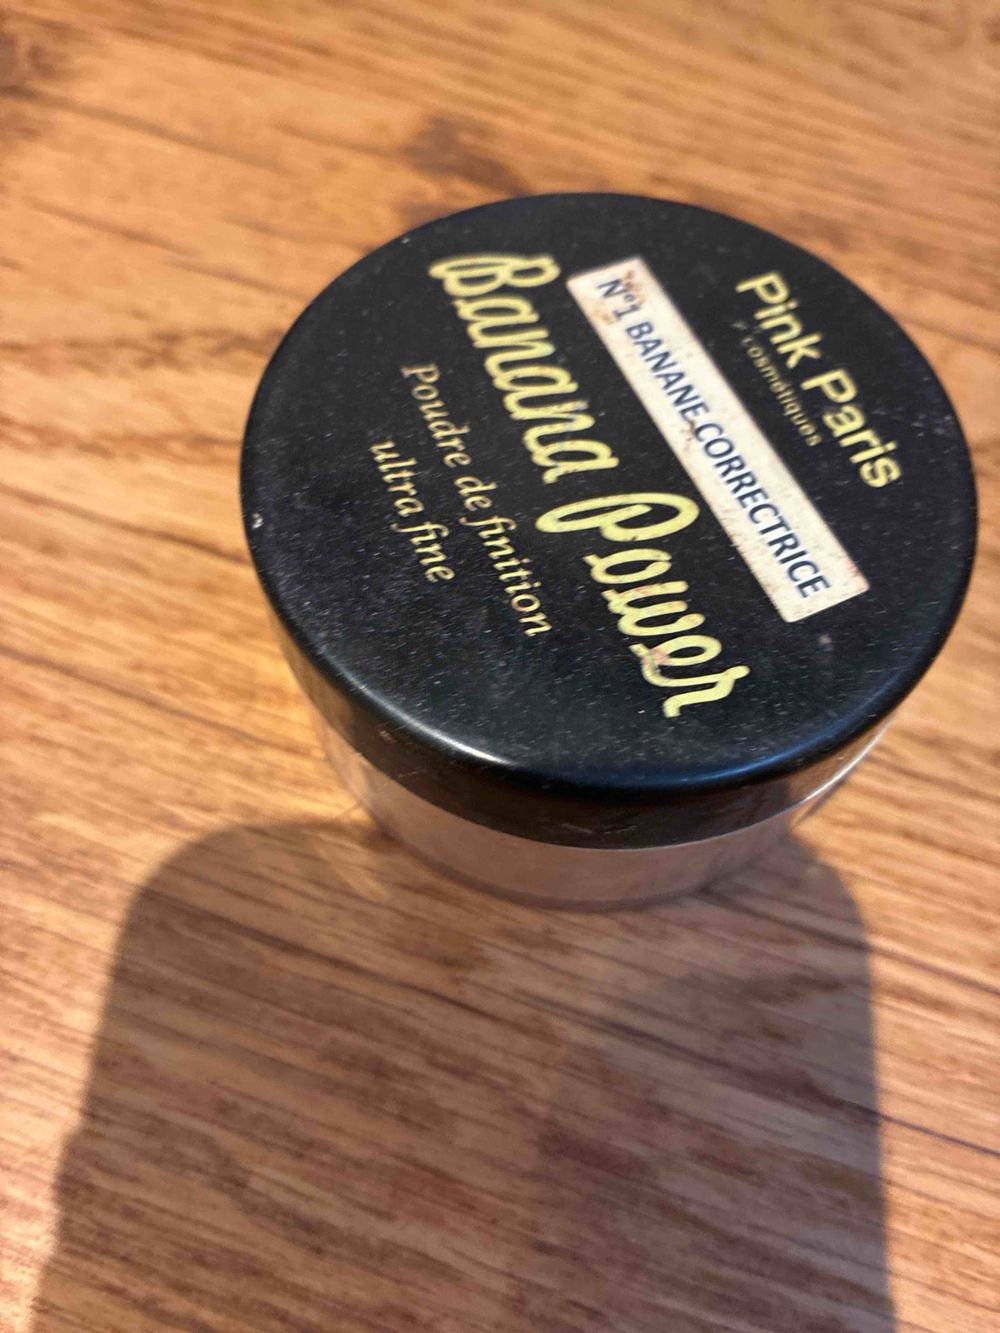 Pink Paris
cosmétiques
N°1 BANANE CORRECTRICE
Banana Power
Poudre de finition
ultra fine